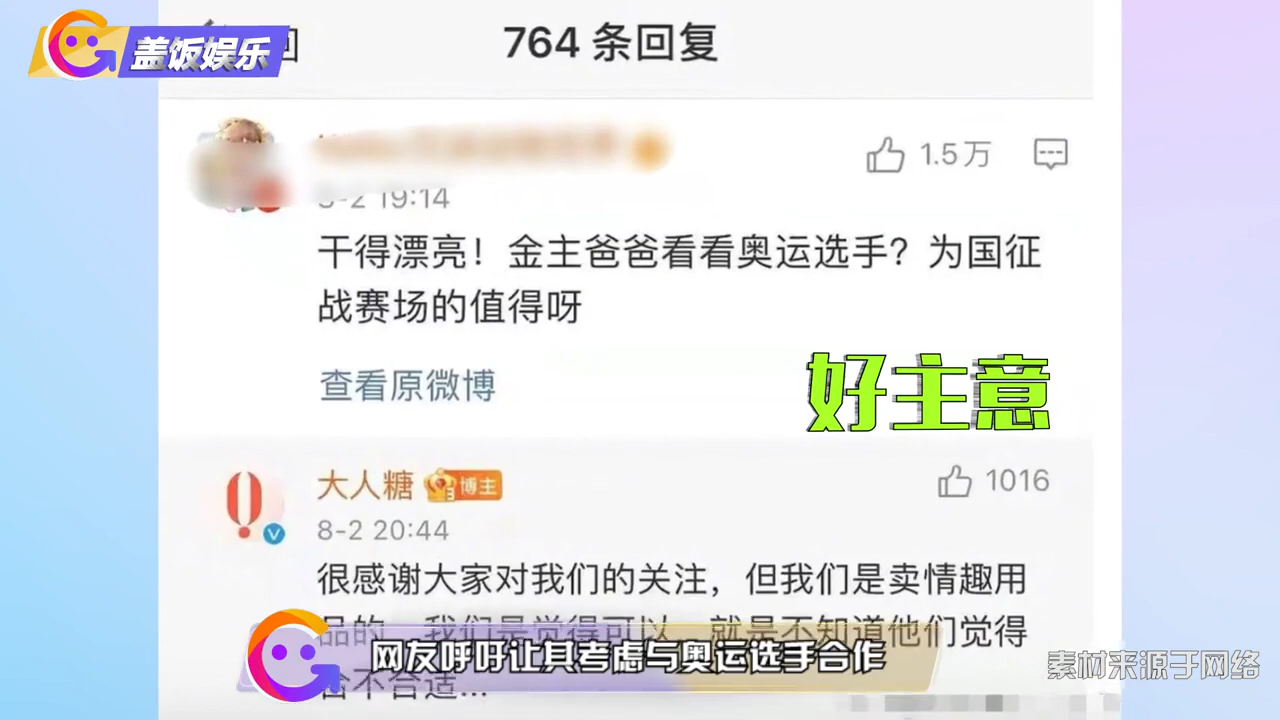 盖饭娱乐
回
764 条回复
1.5万
8-2 19:14
干得漂亮！金主爸爸看看奥运选手？为国征
战赛场的值得呀
查看原微博
好主意
大人糖 3 博主
1016
8-2 20:44
很感谢大家对我们的关注，但我们是卖情趣用
品的，我们是觉得可以，就是不知道他们觉得
合不合适...
网友呼吁让其考虑与奥运选手合作
素材来源于网络